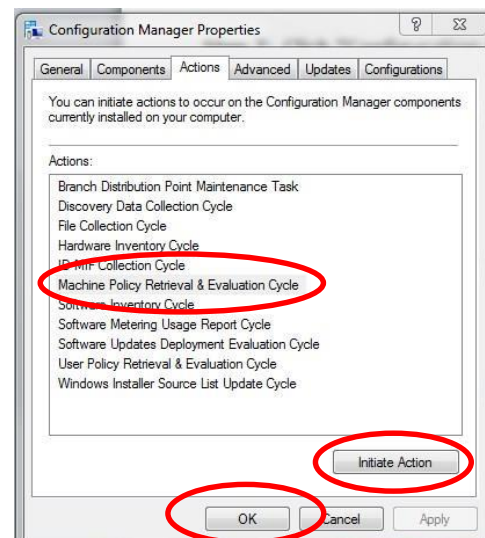 Configuration Manager Properties
General Components Actions Advanced Updates Configurations
You can initiate actions to occur on the Configuration Manager components
currently installed on your computer.
Actions:
Branch Distribution Point Maintenance Task
Discovery Data Collection Cycle
File Collection Cycle
Hardware Inventory Cycle
ID MIF Collection Cycle
Machine Policy Retrieval & Evaluation Cycle
Software Inventory Cycle
Software Metering Usage Report Cycle
Software Updates Deployment Evaluation Cycle
User Policy Retrieval & Evaluation Cycle
Windows Installer Source List Update Cycle
Initiate Action
OK Cancel Apply